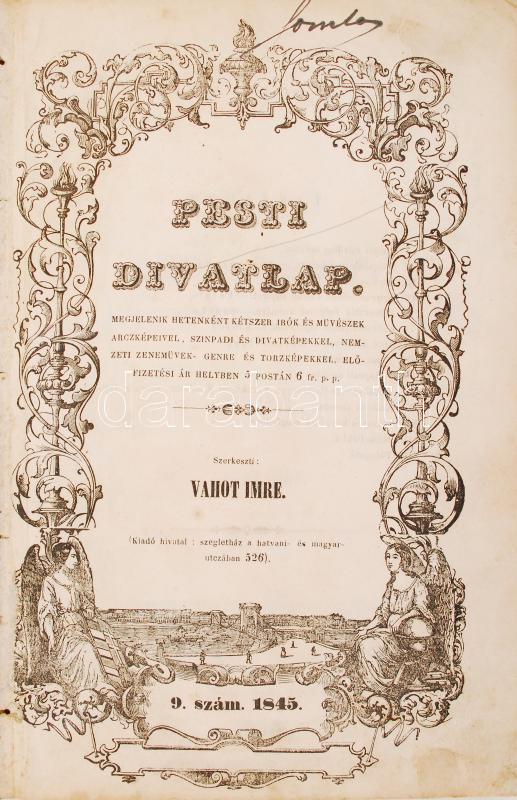 PESTI
DIVATLAP.
MEGJELENIK HETENKÉNT KÉTSZER IRÓK ÉS MŰVÉSZEK
ARCZKÉPEIVEL, SZINPADI ÉS DIVATKÉPEKKEL, NEM-
ZETI ZENEMŰVEK- GENRE ÉS TORZKÉPEKKEL. ELŐ-
FIZETÉSI ÁR HELYBEN 5 POSTÁN 6 fr. p. p.
darabanth
Szerkeszti:
VAHOT IMRE.
(Kiadó hivatal : szegletház a hatvani- és magyar-
utczában 526).
9. szám. 1845.